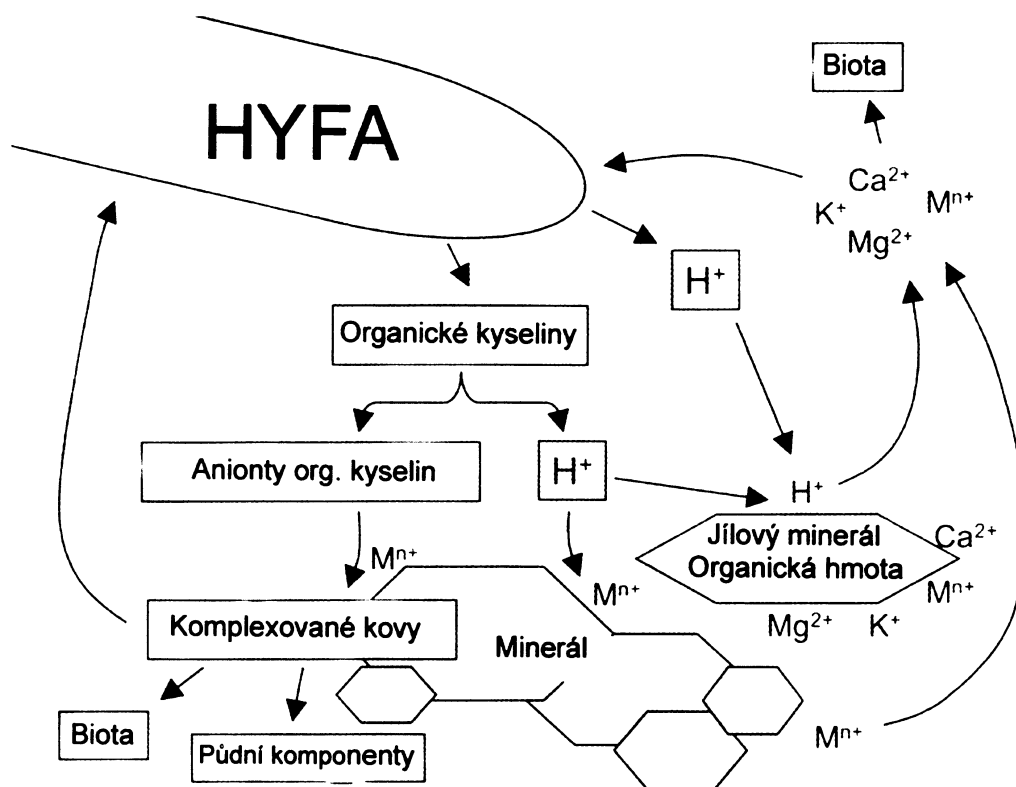 Biota
HYFA
Ca²⁺
K⁺
Mⁿ⁺
Mg²⁺
H⁺
Organické kyseliny
Anionty org. kyselin
H⁺
H⁺
Jílový minerál
Organická hmota
Ca²⁺
Mⁿ⁺
Mg²⁺
K⁺
Mⁿ⁺
Mⁿ⁺
Komplexované kovy
Minerál
Biota
Půdní komponenty
Mⁿ⁺